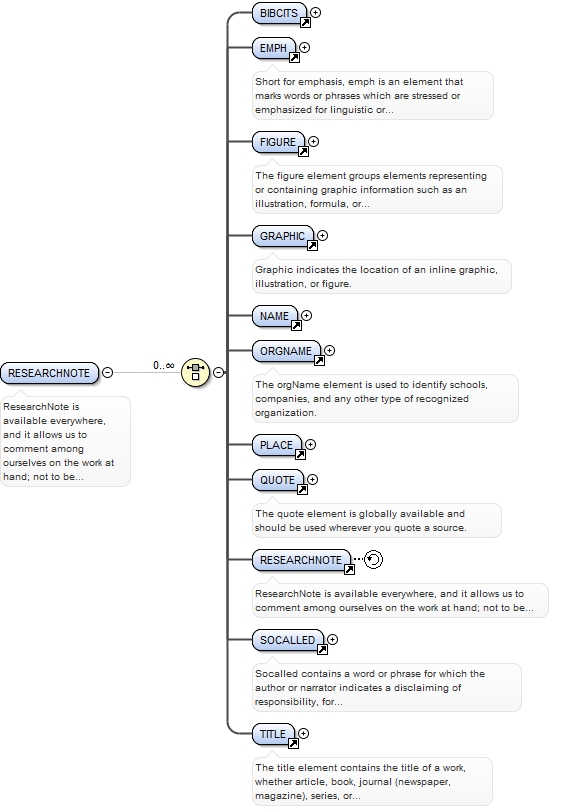 BIBCITS
EMPH
Short for emphasis, emph is an element that
marks words or phrases which are stressed or
emphasized for linguistic or...
FIGURE
The figure element groups elements representing
or containing graphic information such as an
illustration, formula, or...
GRAPHIC
Graphic indicates the location of an inline graphic,
illustration, or figure.
NAME
ORGNAME
The orgName element is used to identify schools,
companies, and any other type of recognized
organization.
RESEARCHNOTE
0..∞
ResearchNote is
available everywhere,
and it allows us to
comment among
ourselves on the work at
hand; not to be...
PLACE
QUOTE
The quote element is globally available and
should be used wherever you quote a source.
RESEARCHNOTE
ResearchNote is available everywhere, and it allows us to
comment among ourselves on the work at hand; not to be...
SOCALLED
Socalled contains a word or phrase for which the
author or narrator indicates a disclaiming of
responsibility, for...
TITLE
The title element contains the title of a work,
whether article, book, journal (newspaper,
magazine), series, or...